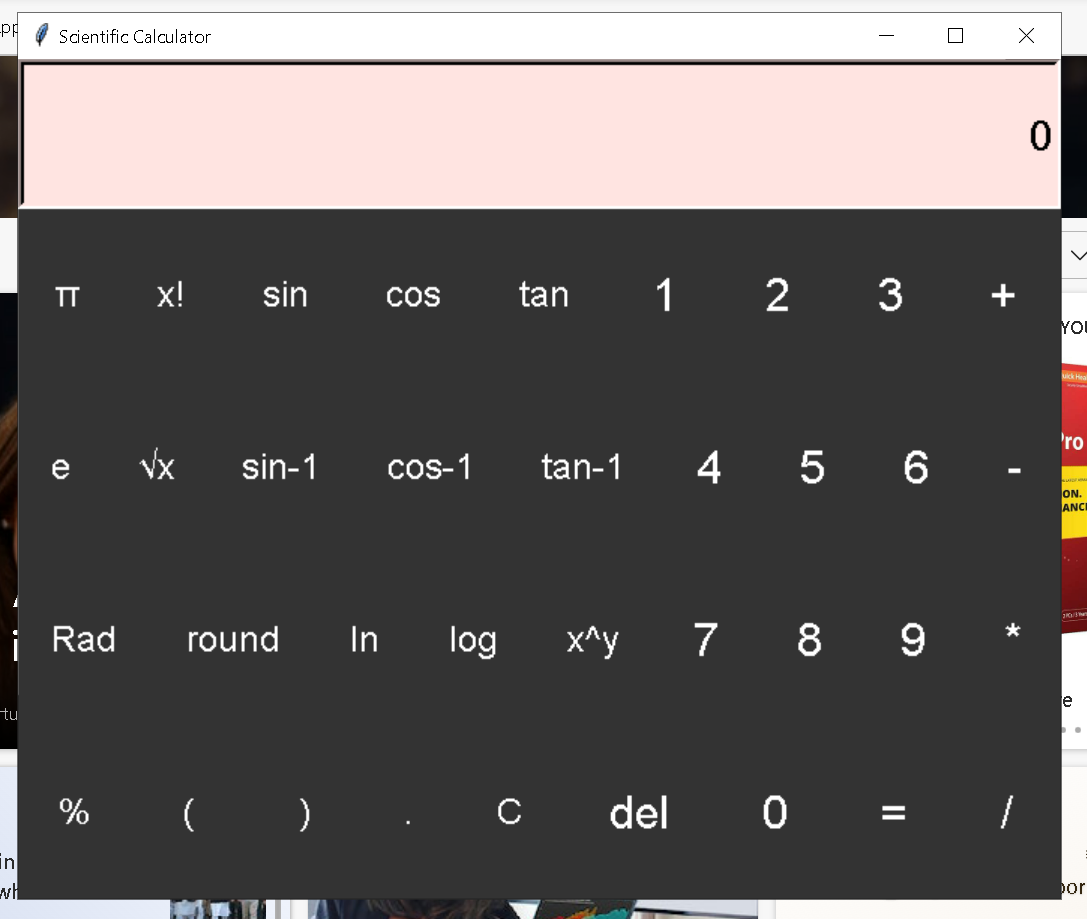 Scientific Calculator
0
π x! sin cos tan 1 2 3 +
e √x sin-1 cos-1 tan-1 4 5 6 -
Rad round ln log x^y 7 8 9 *
% ( ) . C del 0 = /